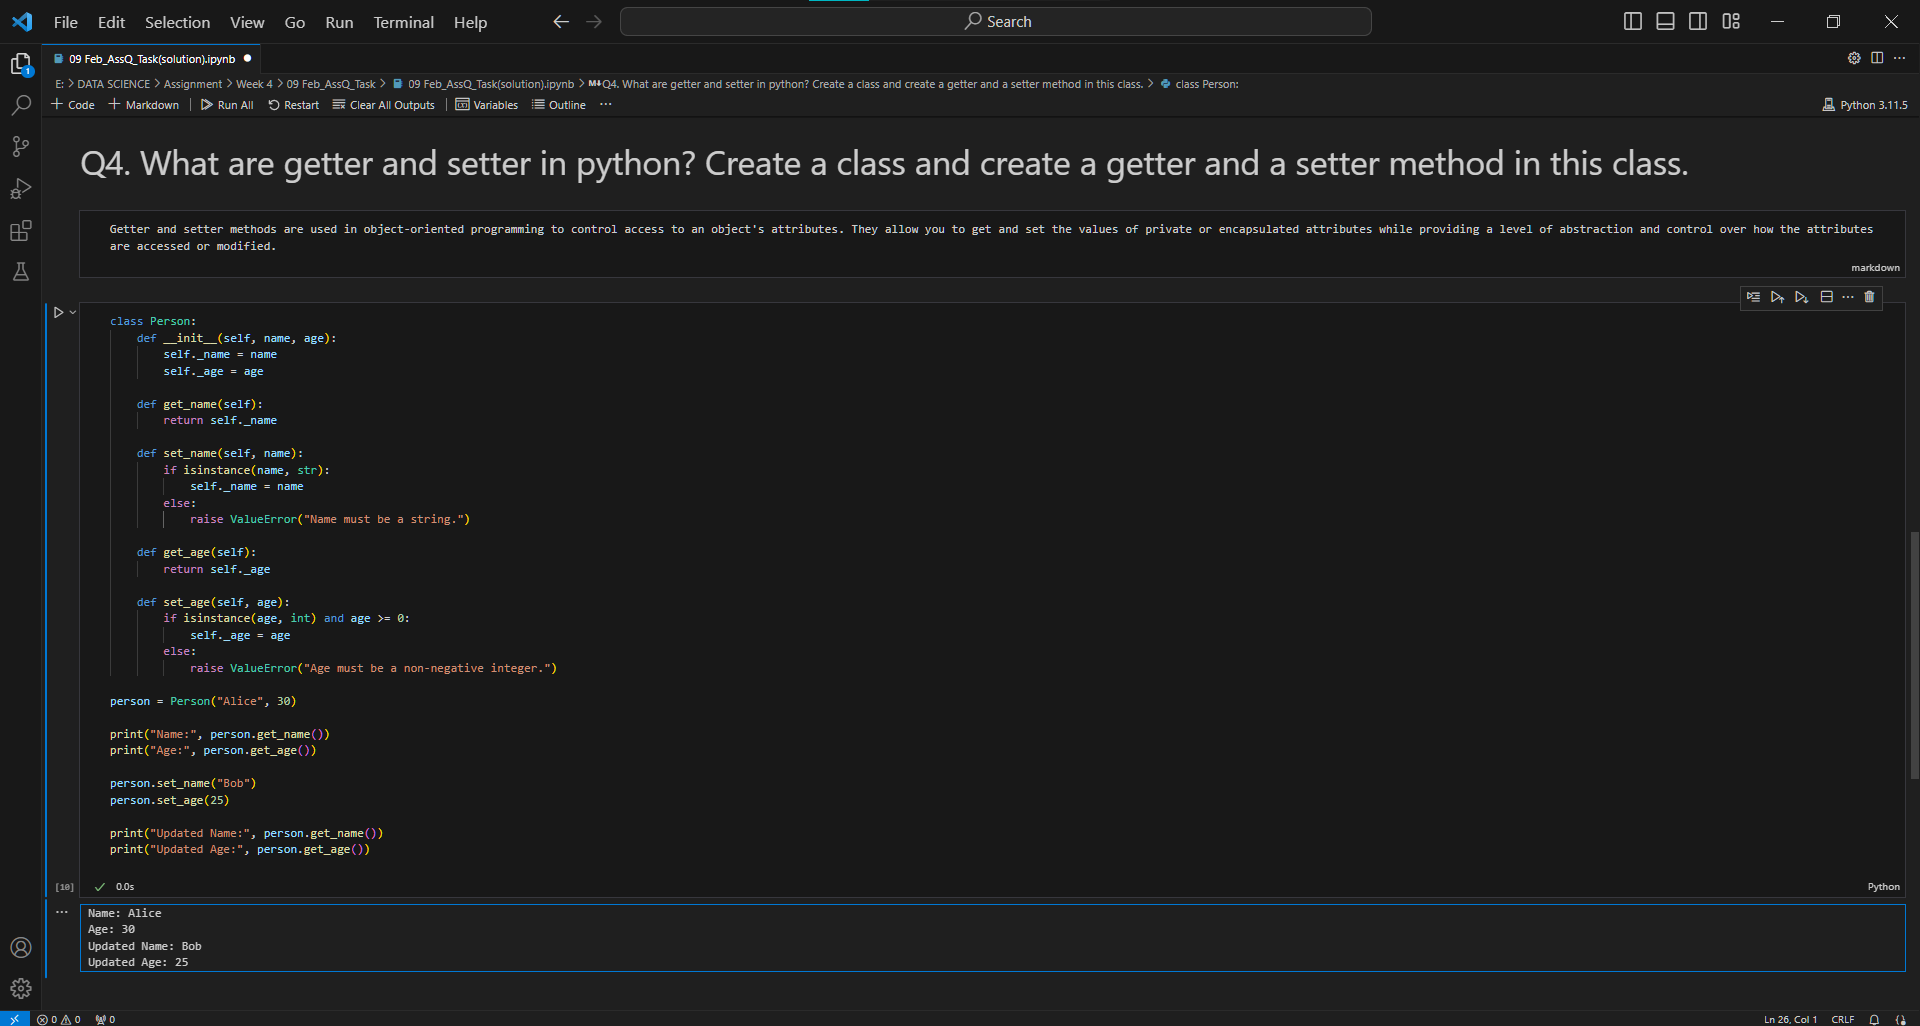 File Edit Selection View Go Run Terminal Help Search
09 Feb_AssQ_Task(solution).ipynb
E: > DATA SCIENCE > Assignment > Week 4 > 09 Feb_AssQ_Task > 09 Feb_AssQ_Task(solution).ipynb > M↓Q4. What are getter and setter in python? Create a class and create a getter and a setter method in this class. > class Person:
+ Code + Markdown | Run All Restart Clear All Outputs | Variables Outline ··· Python 3.11.5
Q4. What are getter and setter in python? Create a class and create a getter and a setter method in this class.
Getter and setter methods are used in object-oriented programming to control access to an object's attributes. They allow you to get and set the values of private or encapsulated attributes while providing a level of abstraction and control over how the attributes
are accessed or modified.
markdown
class Person:
    def __init__(self, name, age):
        self._name = name
        self._age = age
    def get_name(self):
        return self._name
    def set_name(self, name):
        if isinstance(name, str):
            self._name = name
        else:
            raise ValueError("Name must be a string.")
    def get_age(self):
        return self._age
    def set_age(self, age):
        if isinstance(age, int) and age >= 0:
            self._age = age
        else:
            raise ValueError("Age must be a non-negative integer.")
person = Person("Alice", 30)
print("Name:", person.get_name())
print("Age:", person.get_age())
person.set_name("Bob")
person.set_age(25)
print("Updated Name:", person.get_name())
print("Updated Age:", person.get_age())
[10] 0.0s Python
Name: Alice
Age: 30
Updated Name: Bob
Updated Age: 25
1
0 0 0 Ln 26, Col 1 CRLF